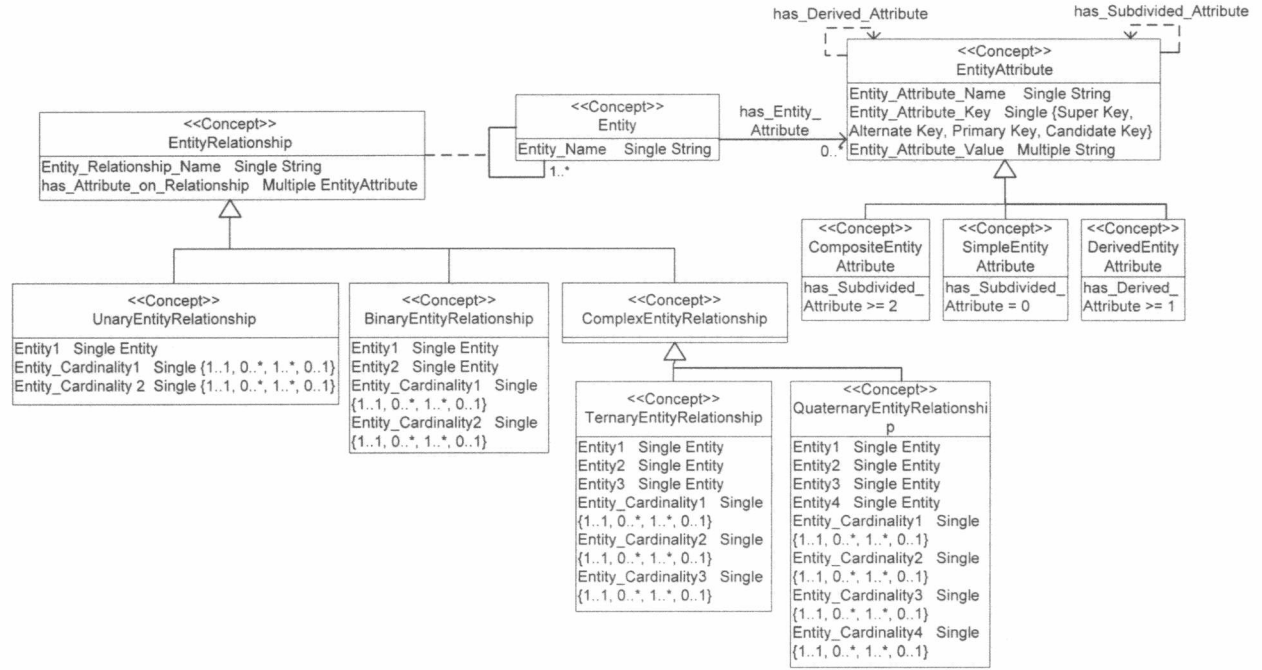 has_Derived_Attribute
has_Subdivided_Attribute
<<Concept>>
EntityAttribute
Entity_Attribute_Name Single String
Entity_Attribute_Key Single {Super Key,
Alternate Key, Primary Key, Candidate Key}
Entity_Attribute_Value Multiple String
<<Concept>>
Entity
Entity_Name Single String
1..*
has_Entity_
Attribute
0..*
<<Concept>>
EntityRelationship
Entity_Relationship_Name Single String
has_Attribute_on_Relationship Multiple EntityAttribute
<<Concept>>
CompositeEntity
Attribute
has_Subdivided_
Attribute >= 2
<<Concept>>
SimpleEntity
Attribute
has_Subdivided_
Attribute = 0
<<Concept>>
DerivedEntity
Attribute
has_Derived_
Attribute >= 1
<<Concept>>
UnaryEntityRelationship
Entity1 Single Entity
Entity_Cardinality1 Single {1..1, 0..*, 1..*, 0..1}
Entity_Cardinality 2 Single {1..1, 0..*, 1..*, 0..1}
<<Concept>>
BinaryEntityRelationship
Entity1 Single Entity
Entity2 Single Entity
Entity_Cardinality1 Single
{1..1, 0..*, 1..*, 0..1}
Entity_Cardinality2 Single
{1..1, 0..*, 1..*, 0..1}
<<Concept>>
ComplexEntityRelationship
<<Concept>>
TernaryEntityRelationship
Entity1 Single Entity
Entity2 Single Entity
Entity3 Single Entity
Entity_Cardinality1 Single
{1..1, 0..*, 1..*, 0..1}
Entity_Cardinality2 Single
{1..1, 0..*, 1..*, 0..1}
Entity_Cardinality3 Single
{1..1, 0..*, 1..*, 0..1}
<<Concept>>
QuaternaryEntityRelationshi
p
Entity1 Single Entity
Entity2 Single Entity
Entity3 Single Entity
Entity4 Single Entity
Entity_Cardinality1 Single
{1..1, 0..*, 1..*, 0..1}
Entity_Cardinality2 Single
{1..1, 0..*, 1..*, 0..1}
Entity_Cardinality3 Single
{1..1, 0..*, 1..*, 0..1}
Entity_Cardinality4 Single
{1..1, 0..*, 1..*, 0..1}